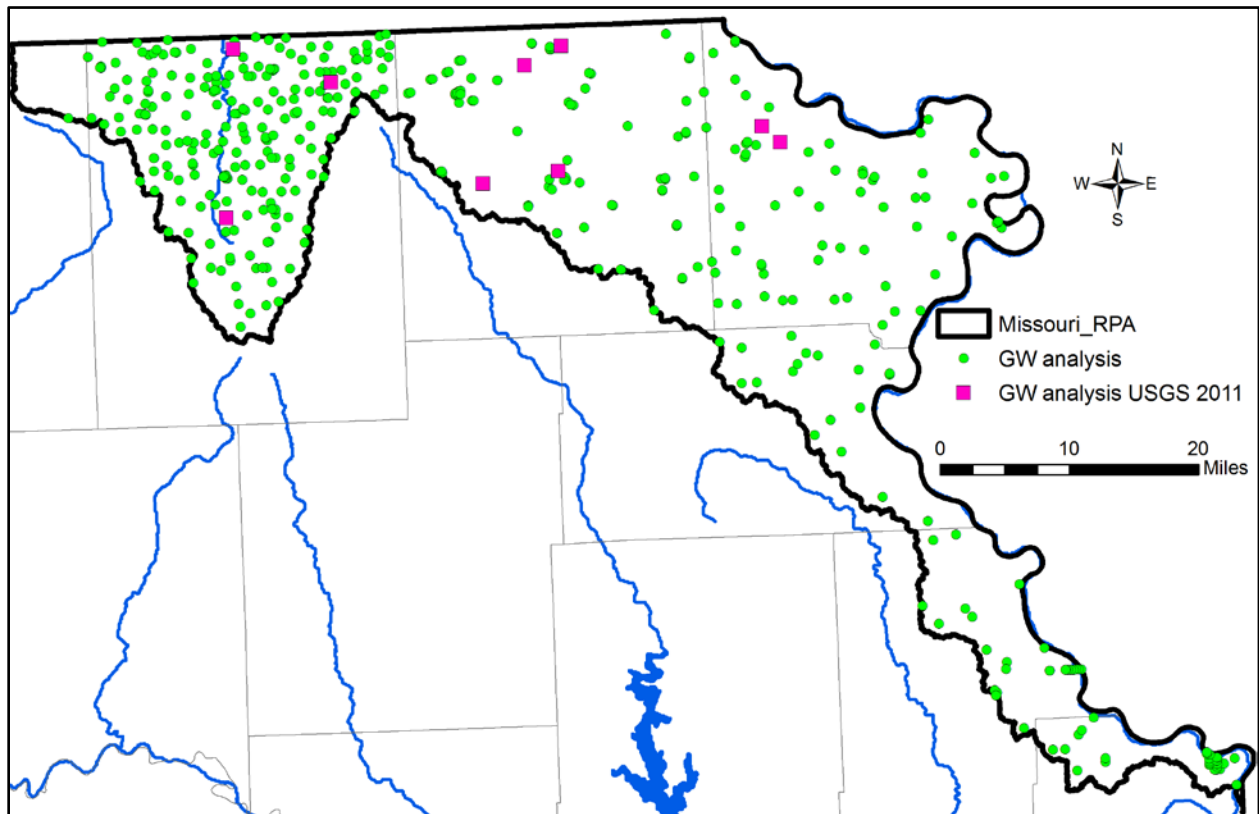 N
W E
S
Missouri_RPA
GW analysis
GW analysis USGS 2011
0 10 20
Miles